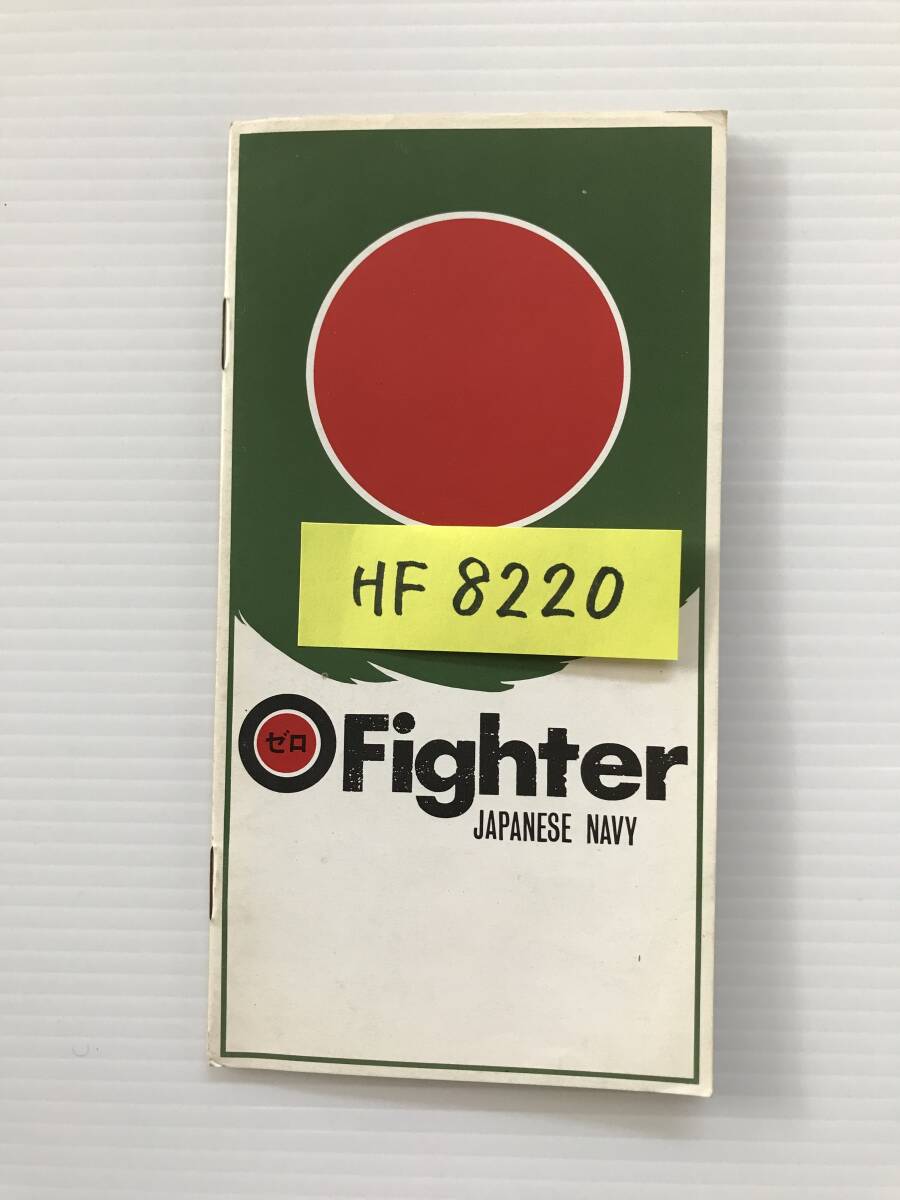 HF 8220
ゼロ Fighter
JAPANESE NAVY